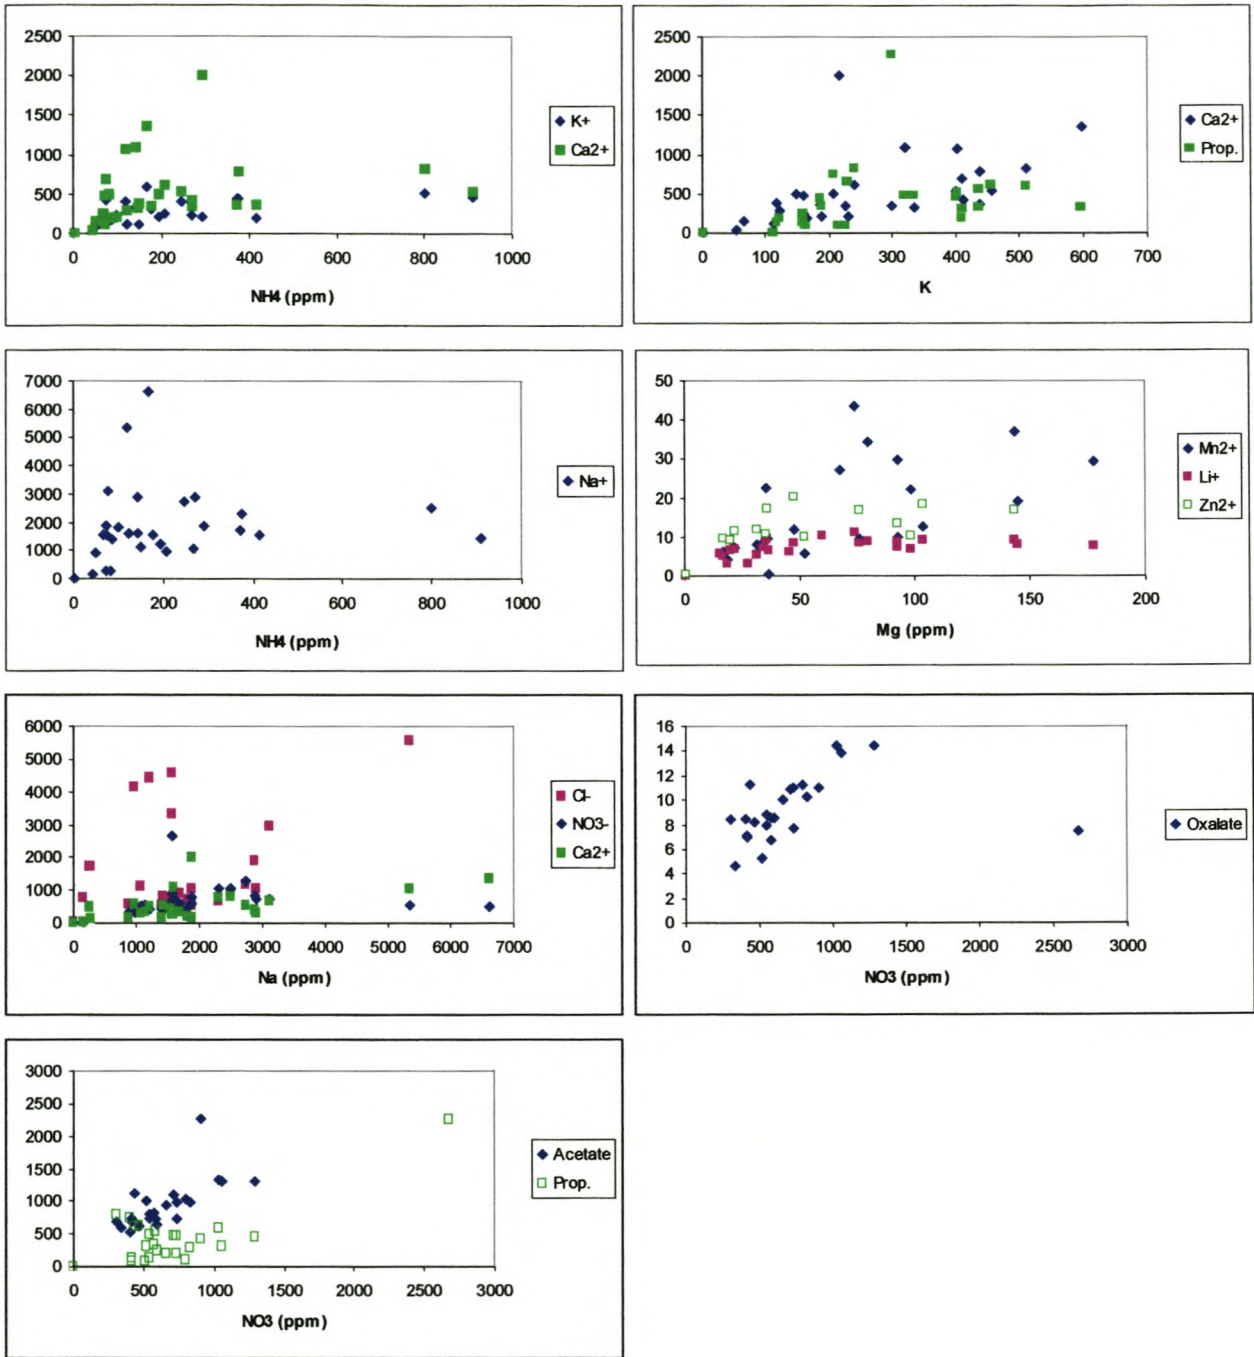 2500
2000
1500
1000
500
0
0 200 400 600 800 1000
NH4 (ppm)
K+
Ca2+
2500
2000
1500
1000
500
0
0 100 200 300 400 500 600 700
K
Ca2+
Prop.
7000
6000
5000
4000
3000
2000
1000
0
0 200 400 600 800 1000
NH4 (ppm)
Na+
50
40
30
20
10
0
0 50 100 150 200
Mg (ppm)
Mn2+
Li+
Zn2+
6000
5000
4000
3000
2000
1000
0
0 1000 2000 3000 4000 5000 6000 7000
Na (ppm)
Cl-
NO3-
Ca2+
16
14
12
10
8
6
4
2
0
0 500 1000 1500 2000 2500 3000
NO3 (ppm)
Oxalate
3000
2500
2000
1500
1000
500
0
0 500 1000 1500 2000 2500 3000
NO3 (ppm)
Acetate
Prop.